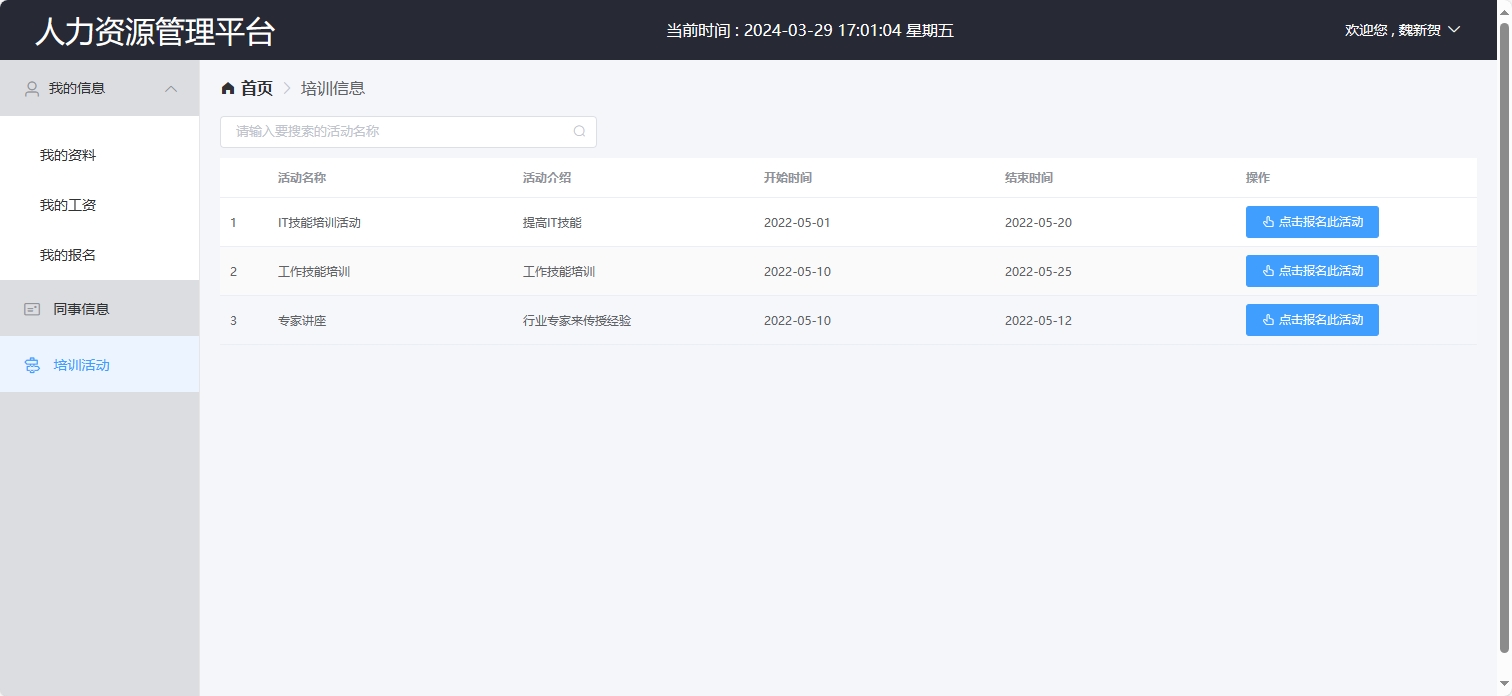 人力资源管理平台
当前时间 : 2024-03-29 17:01:04 星期五
欢迎您 , 魏新贺
我的信息
我的资料
我的工资
我的报名
同事信息
培训活动
首页 培训信息
请输入要搜索的活动名称
活动名称 活动介绍 开始时间 结束时间 操作
1 IT技能培训活动 提高IT技能 2022-05-01 2022-05-20 点击报名此活动
2 工作技能培训 工作技能培训 2022-05-10 2022-05-25 点击报名此活动
3 专家讲座 行业专家来传授经验 2022-05-10 2022-05-12 点击报名此活动